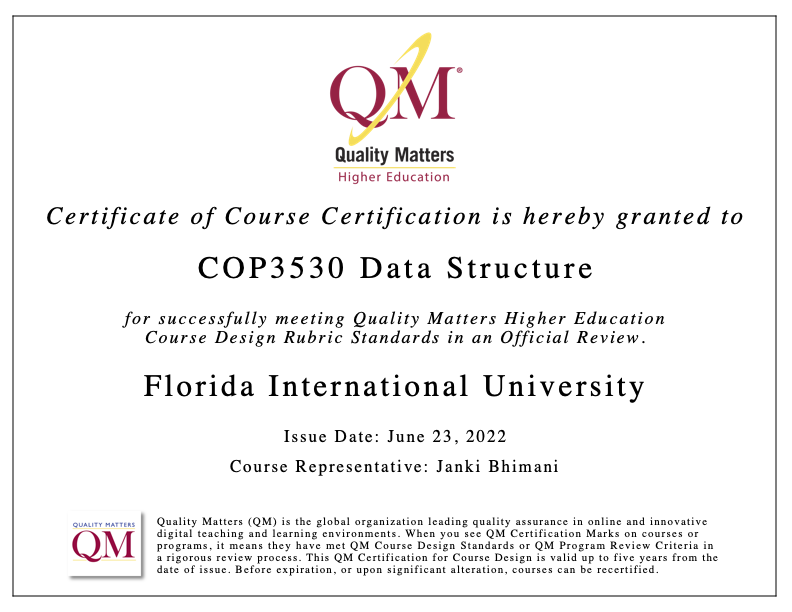 QM®
Quality Matters
Higher Education
Certificate of Course Certification is hereby granted to
COP3530 Data Structure
for successfully meeting Quality Matters Higher Education
Course Design Rubric Standards in an Official Review.
Florida International University
Issue Date: June 23, 2022
Course Representative: Janki Bhimani
QUALITY MATTERS
QM
Quality Matters (QM) is the global organization leading quality assurance in online and innovative
digital teaching and learning environments. When you see QM Certification Marks on courses or
programs, it means they have met QM Course Design Standards or QM Program Review Criteria in
a rigorous review process. This QM Certification for Course Design is valid up to five years from the
date of issue. Before expiration, or upon significant alteration, courses can be recertified.